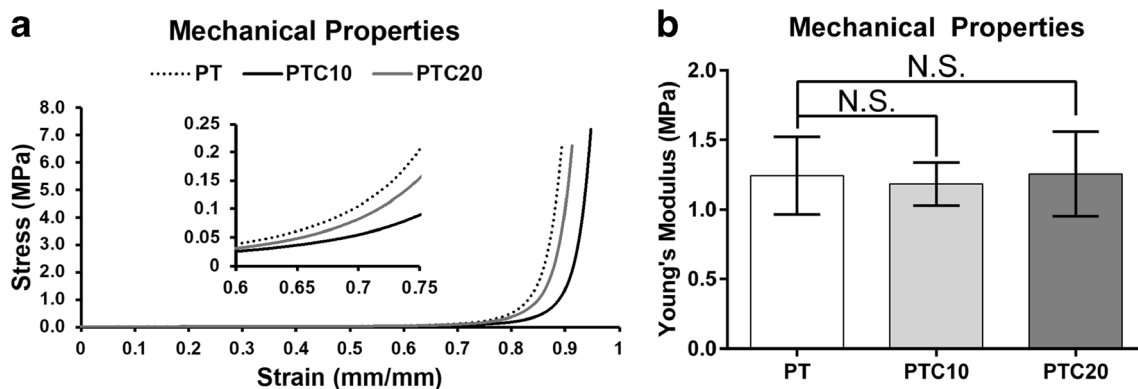 a
Mechanical Properties
PT PTC10 PTC20
Stress (MPa)
8.0
7.0
6.0
5.0
4.0
3.0
2.0
1.0
0.0
0.25
0.2
0.15
0.1
0.05
0
0.6 0.65 0.7 0.75
0 0.1 0.2 0.3 0.4 0.5 0.6 0.7 0.8 0.9 1
Strain (mm/mm)
b
Mechanical Properties
Young's Modulus (MPa)
2.0
1.5
1.0
0.5
0.0
N.S.
N.S.
PT PTC10 PTC20